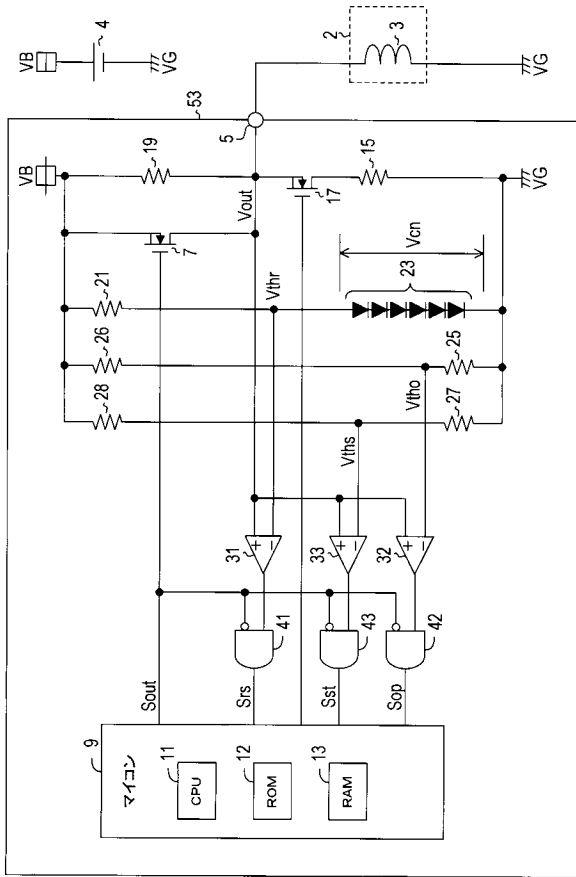 VB
4
VG
2
3
53
5
VB
19
Vout
17
15
VG
7
21
Vthr
23
Vcn
26
Vtho
25
28
Vths
27
31
33
32
41
43
42
Sout
Srs
Sst
Sop
9
マイコン
11
CPU
12
ROM
13
RAM
+
−
+
−
+
−